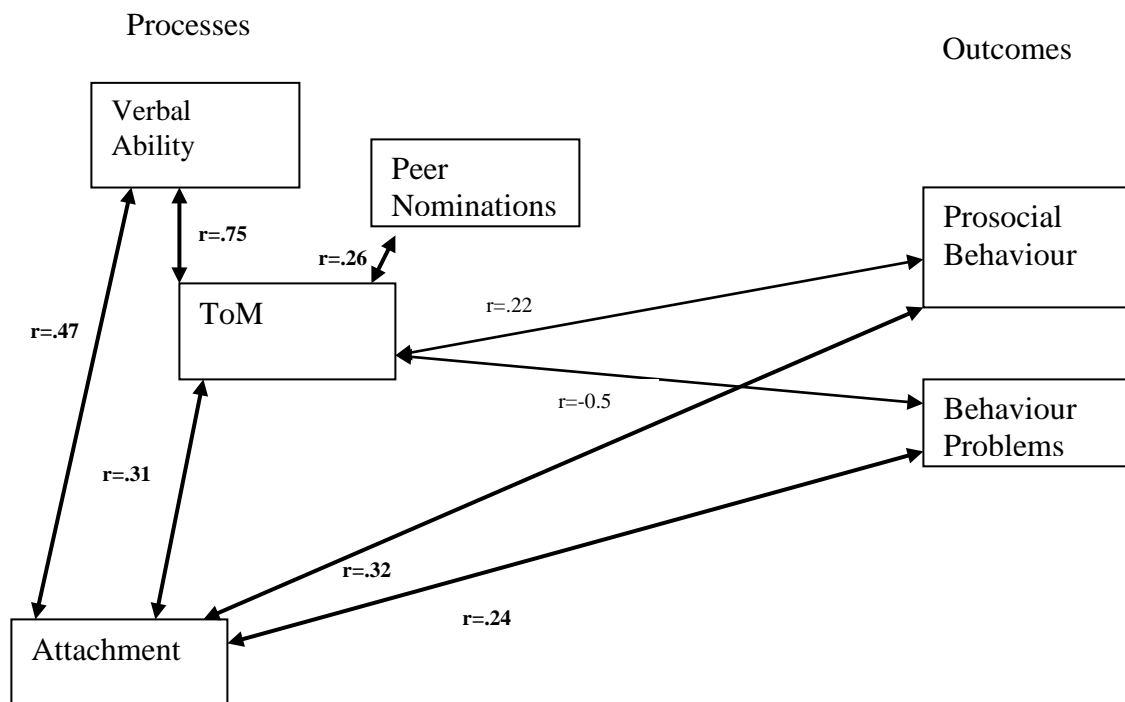 Processes
Outcomes
Verbal
Ability
Peer
Nominations
Prosocial
Behaviour
r=.75
r=.26
ToM
r=.22
r=.47
r=-0.5
Behaviour
Problems
r=.31
r=.32
r=.24
Attachment